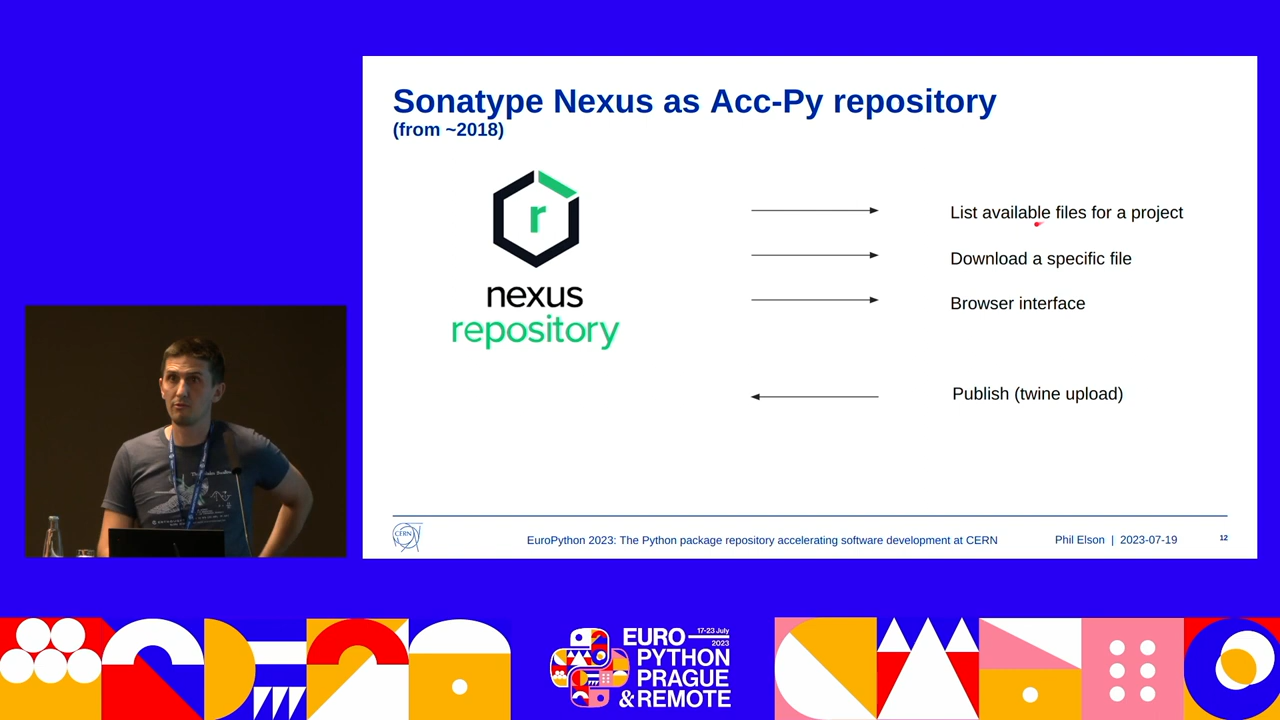 Sonatype Nexus as Acc-Py repository
(from ~2018)
r
nexus
repository
List available files for a project
Download a specific file
Browser interface
Publish (twine upload)
CERN
EuroPython 2023: The Python package repository accelerating software development at CERN
Phil Elson | 2023-07-19
12
17-23 July
2023
EURO
PYTHON
PRAGUE
& REMOTE